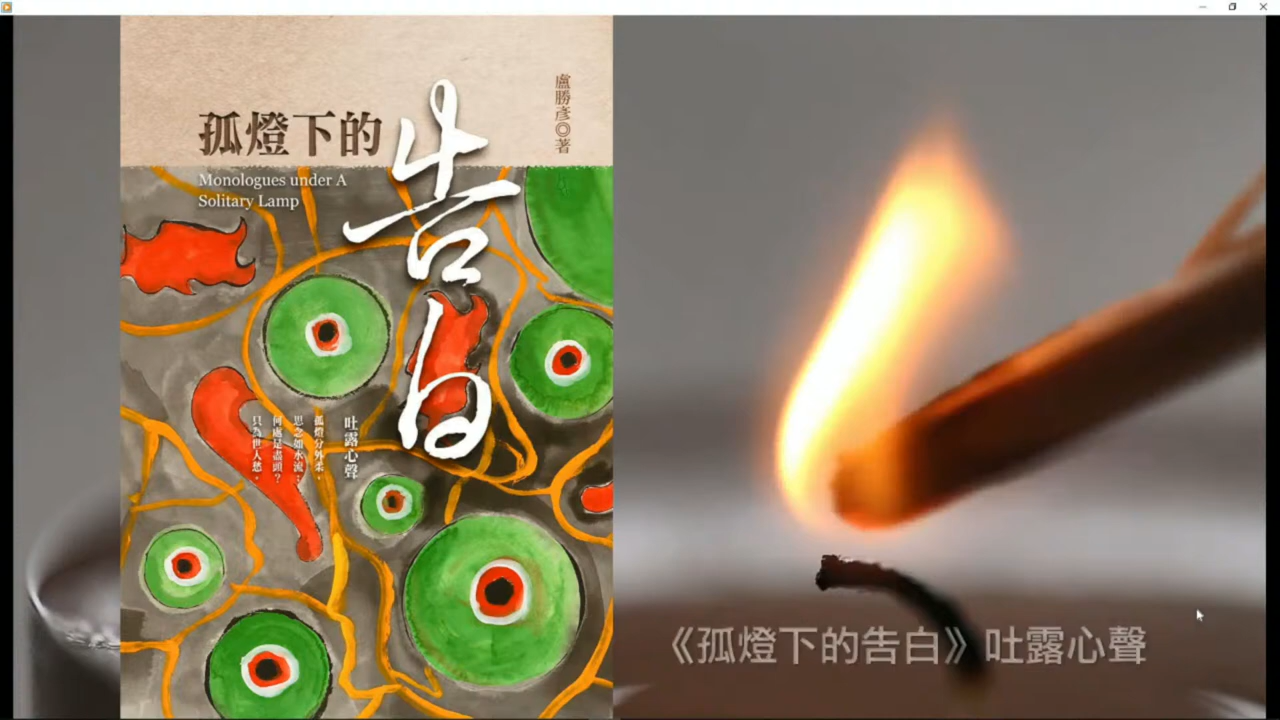 孤燈下的
告白
Monologues under A
Solitary Lamp
盧勝彥◎著
吐露心聲
孤燈分外柔，
思念如水流；
何處是盡頭？
只為世人愁。
《孤燈下的告白》吐露心聲